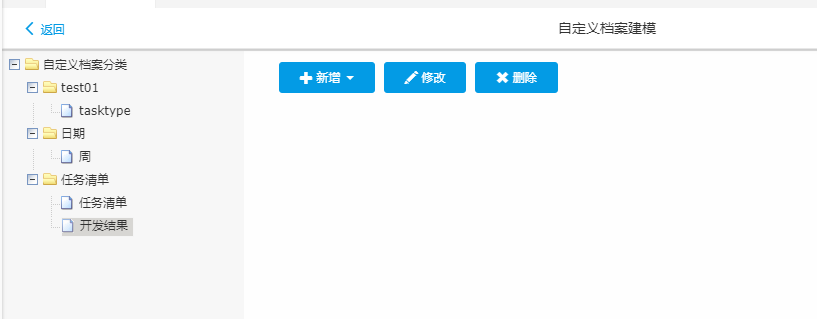 返回
自定义档案建模
自定义档案分类
test01
tasktype
日期
周
任务清单
任务清单
开发结果
新增
修改
删除